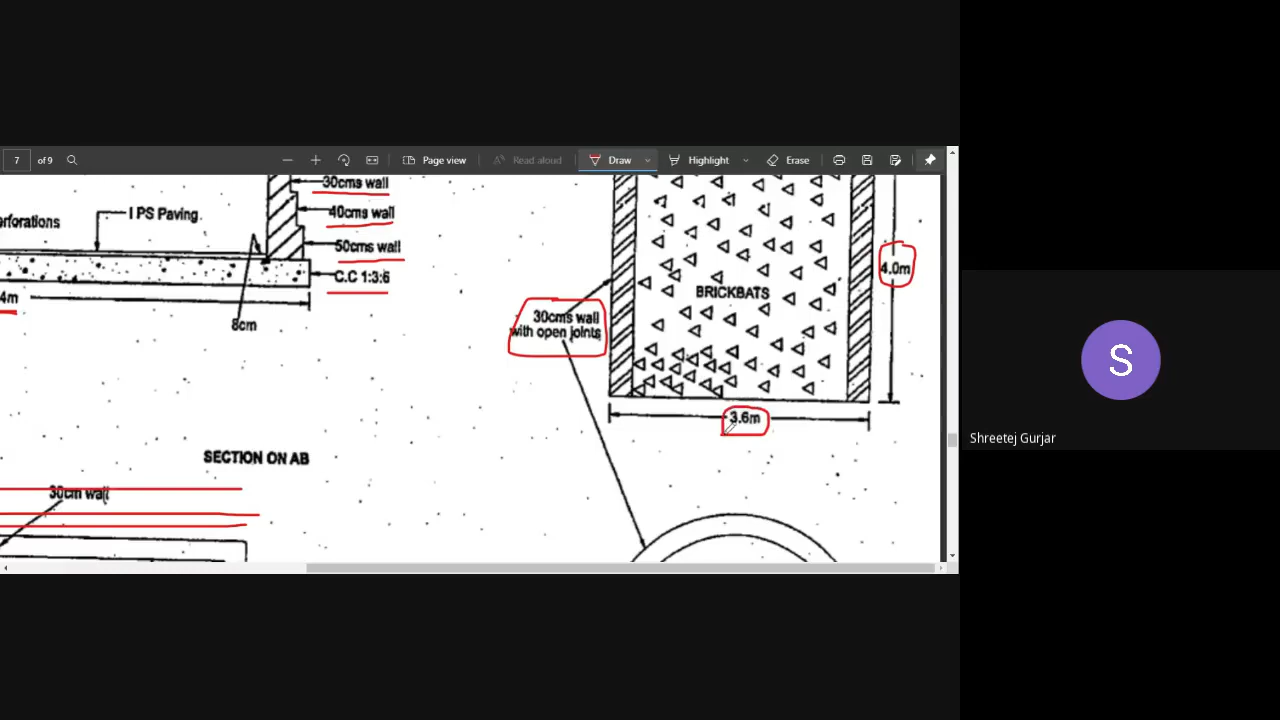 7 of 9 Page view Read aloud Draw Highlight Erase
30cms wall
erforations I PS Paving 40cms wall
50cms wall
C.C 1:3:6
4m
8cm
SECTION ON AB
30cm wall
4.0m
BRICKBATS
30cms wall
with open joints
3.6m
S
Shreetej Gurjar